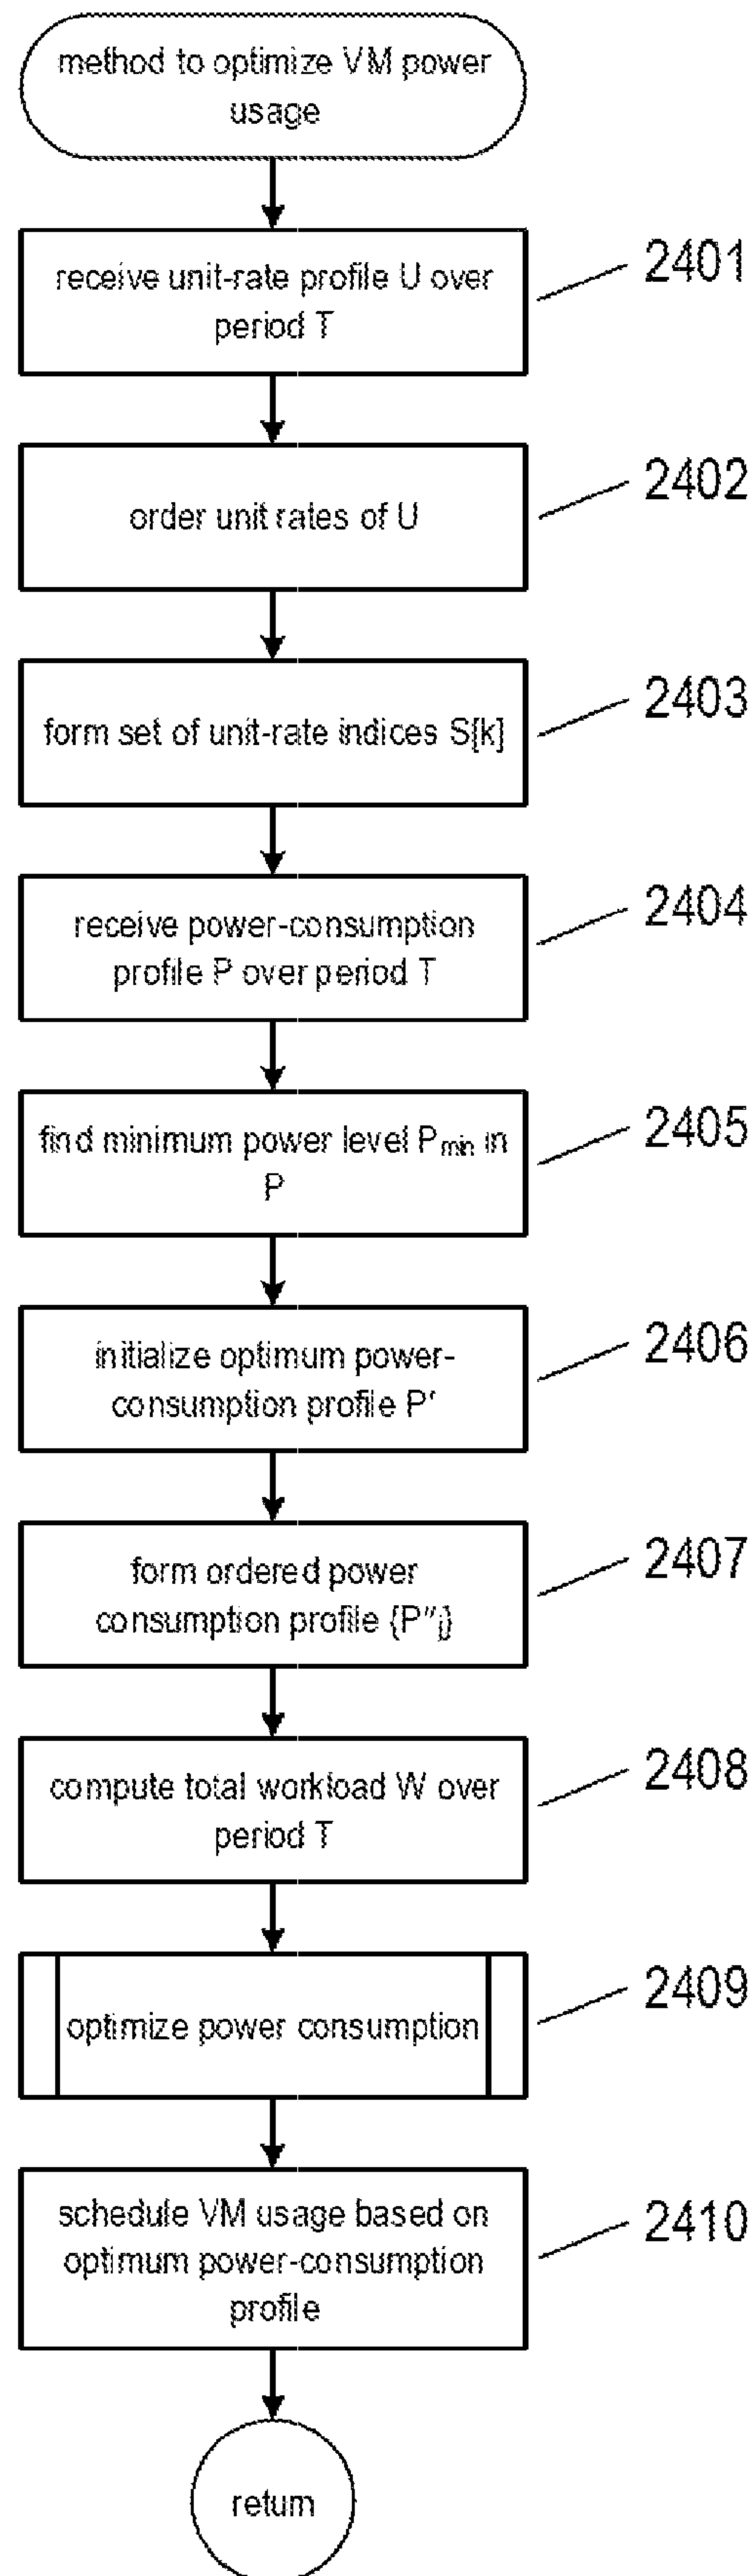 method to optimize VM power
usage
receive unit-rate profile U over
period T
2401
order unit rates of U
2402
form set of unit-rate indices S[k]
2403
receive power-consumption
profile P over period T
2404
find minimum power level Pmin in
P
2405
initialize optimum power-
consumption profile P'
2406
form ordered power
consumption profile {P''j}
2407
compute total workload W over
period T
2408
optimize power consumption
2409
schedule VM usage based on
optimum power-consumption
profile
2410
return